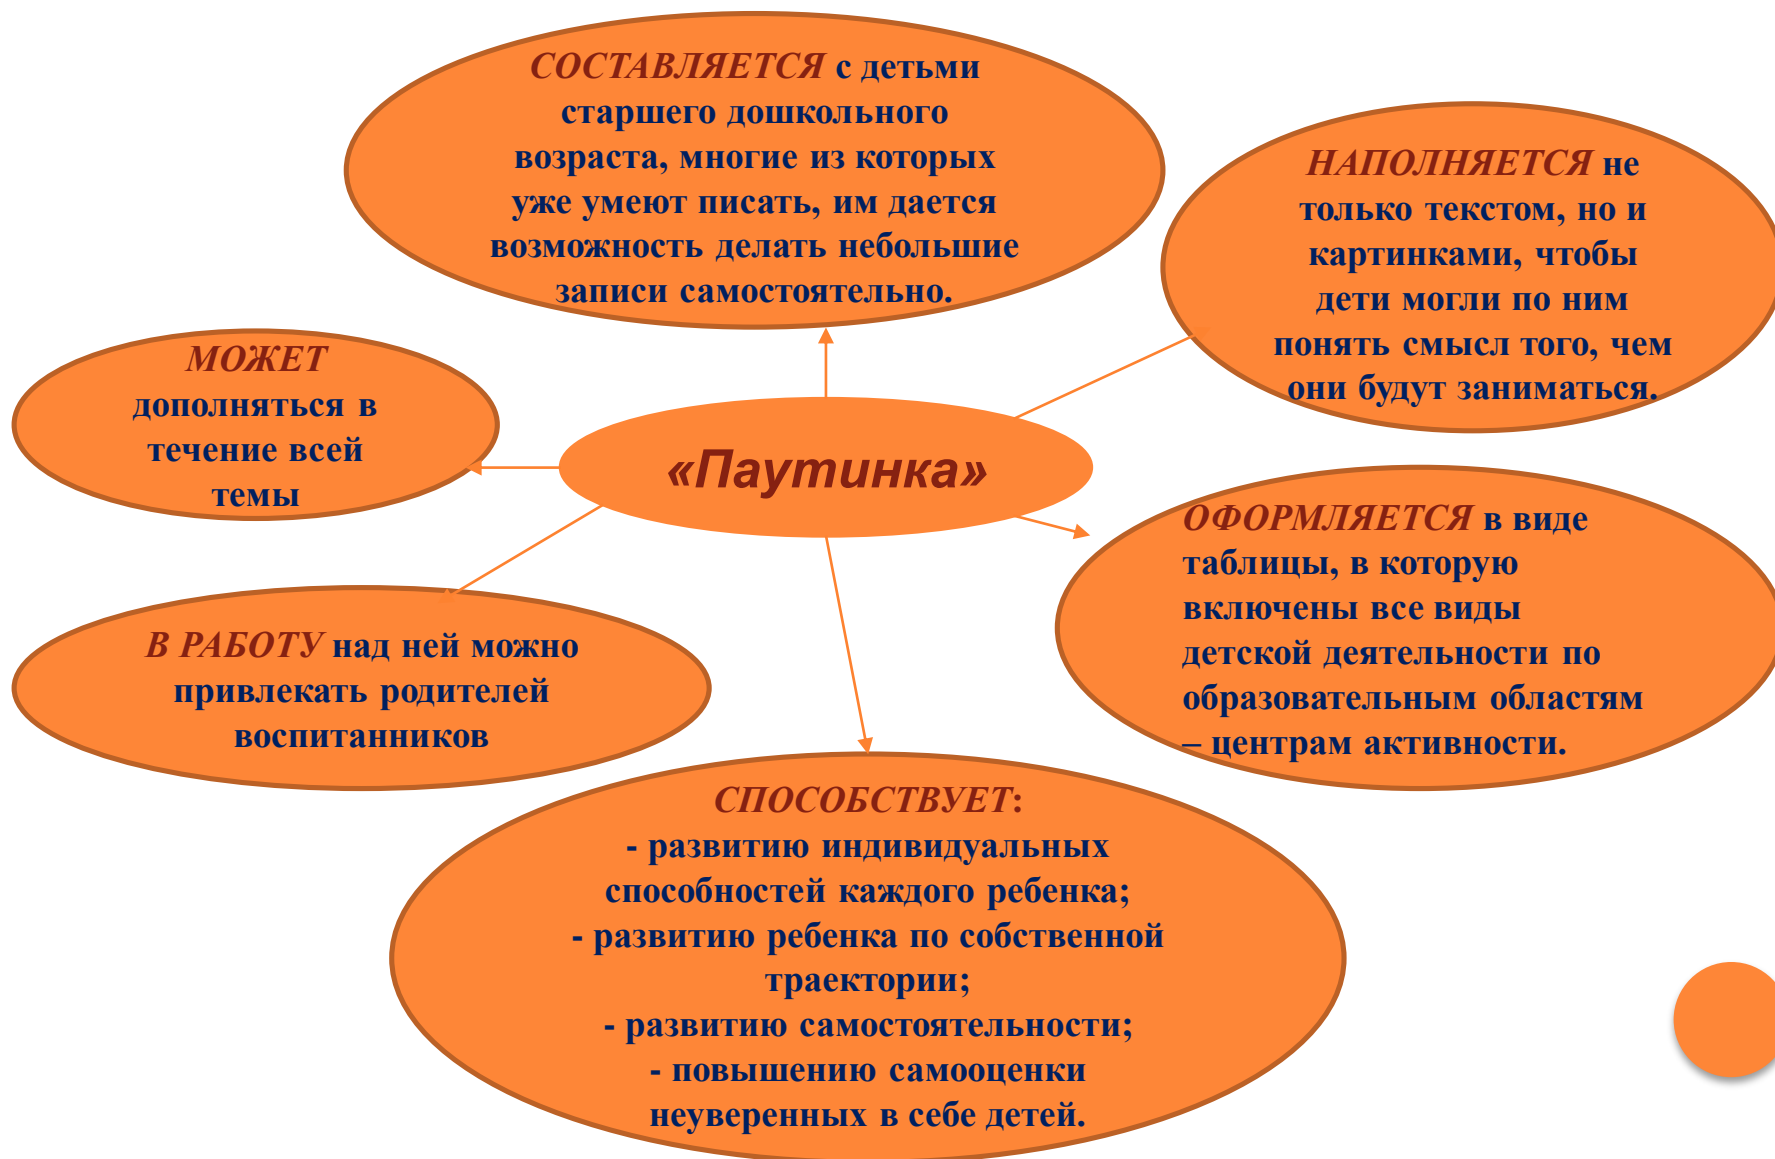 СОСТАВЛЯЕТСЯ с детьми
старшего дошкольного
возраста, многие из которых
уже умеют писать, им дается
возможность делать небольшие
записи самостоятельно.
НАПОЛНЯЕТСЯ не
только текстом, но и
картинками, чтобы
дети могли по ним
понять смысл того, чем
они будут заниматься.
МОЖЕТ
дополняться в
течение всей
темы
«Паутинка»
ОФОРМЛЯЕТСЯ в виде
таблицы, в которую
включены все виды
детской деятельности по
образовательным областям
– центрам активности.
В РАБОТУ над ней можно
привлекать родителей
воспитанников
СПОСОБСТВУЕТ:
- развитию индивидуальных
способностей каждого ребенка;
- развитию ребенка по собственной
траектории;
- развитию самостоятельности;
- повышению самооценки
неуверенных в себе детей.